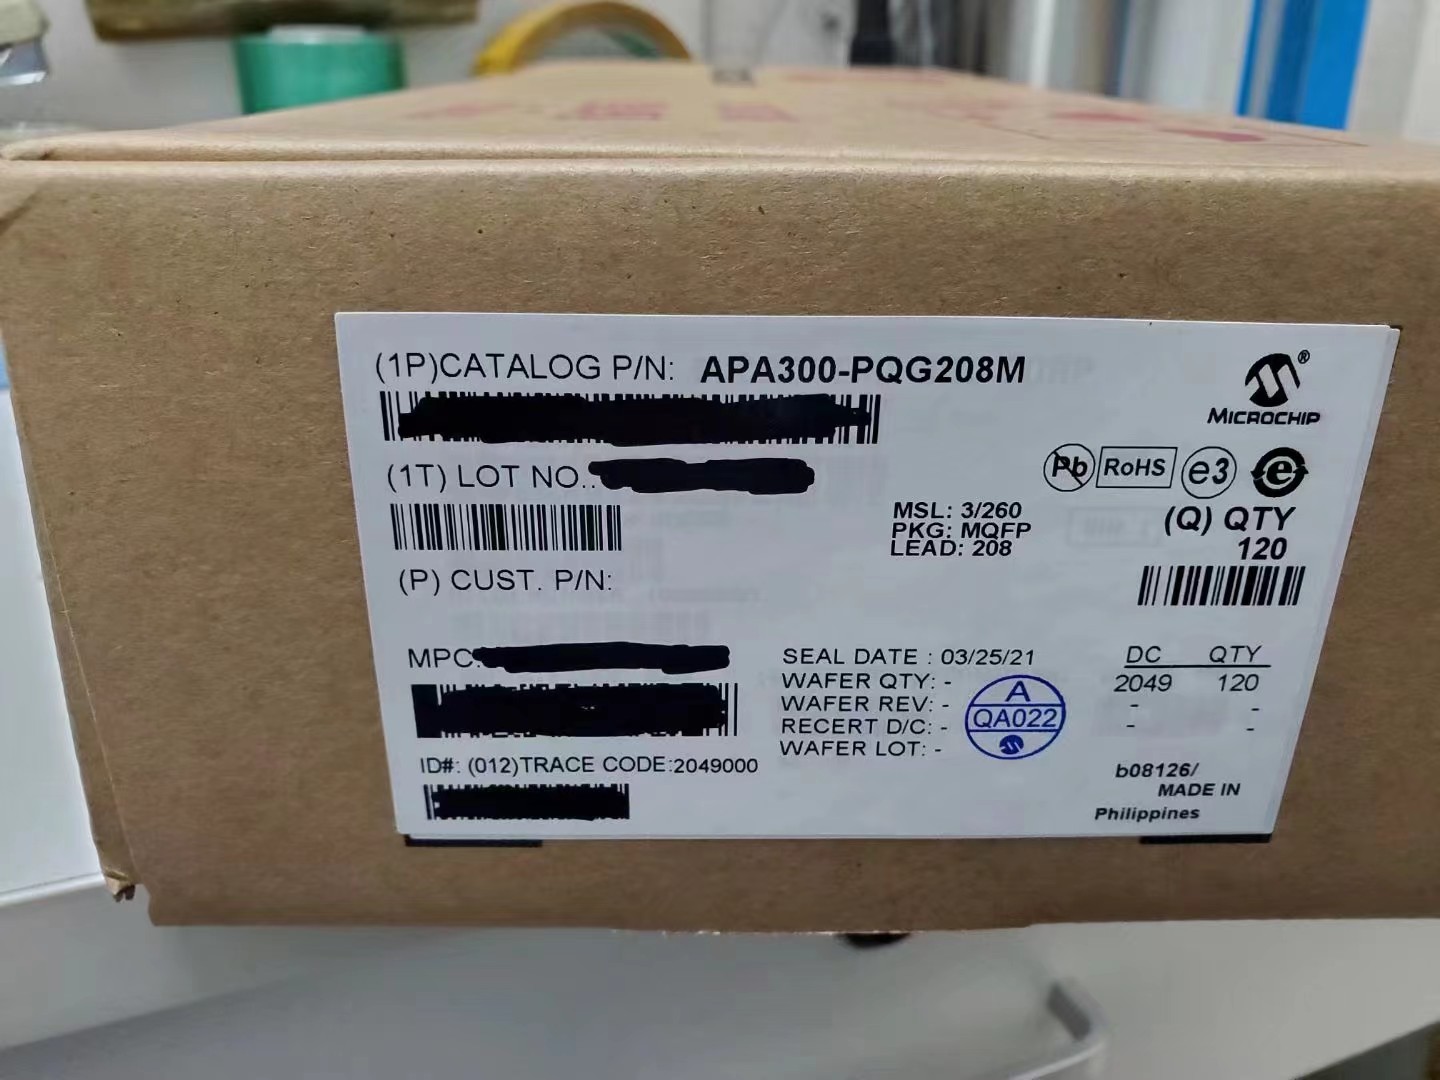 (1P)CATALOG P/N: APA300-PQG208M
MICROCHIP
(1T) LOT NO.:
Pb RoHS e3 e
MSL: 3/260
PKG: MQFP
LEAD: 208
(Q) QTY
120
(P) CUST. P/N:
MPC:
SEAL DATE : 03/25/21
WAFER QTY: -
WAFER REV: -
RECERT D/C: -
WAFER LOT: -
A
QA022
DC QTY
2049 120
- -
- -
ID#: (012)TRACE CODE:2049000
b08126/
MADE IN
Philippines